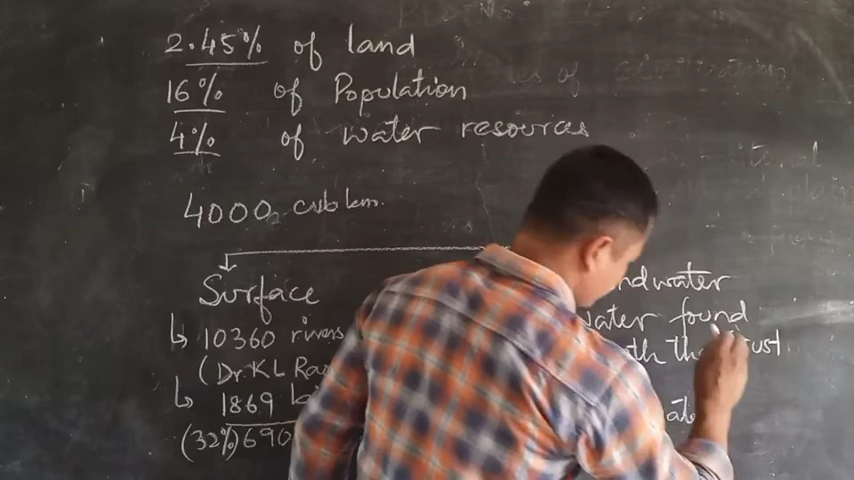 2.45% of land
16% of Population
4% of water resources
4000 cub km.
Surface
10360 rivers
(Dr. KL Rao
1869
(32%) 690
ndwater
water found
th the crust.